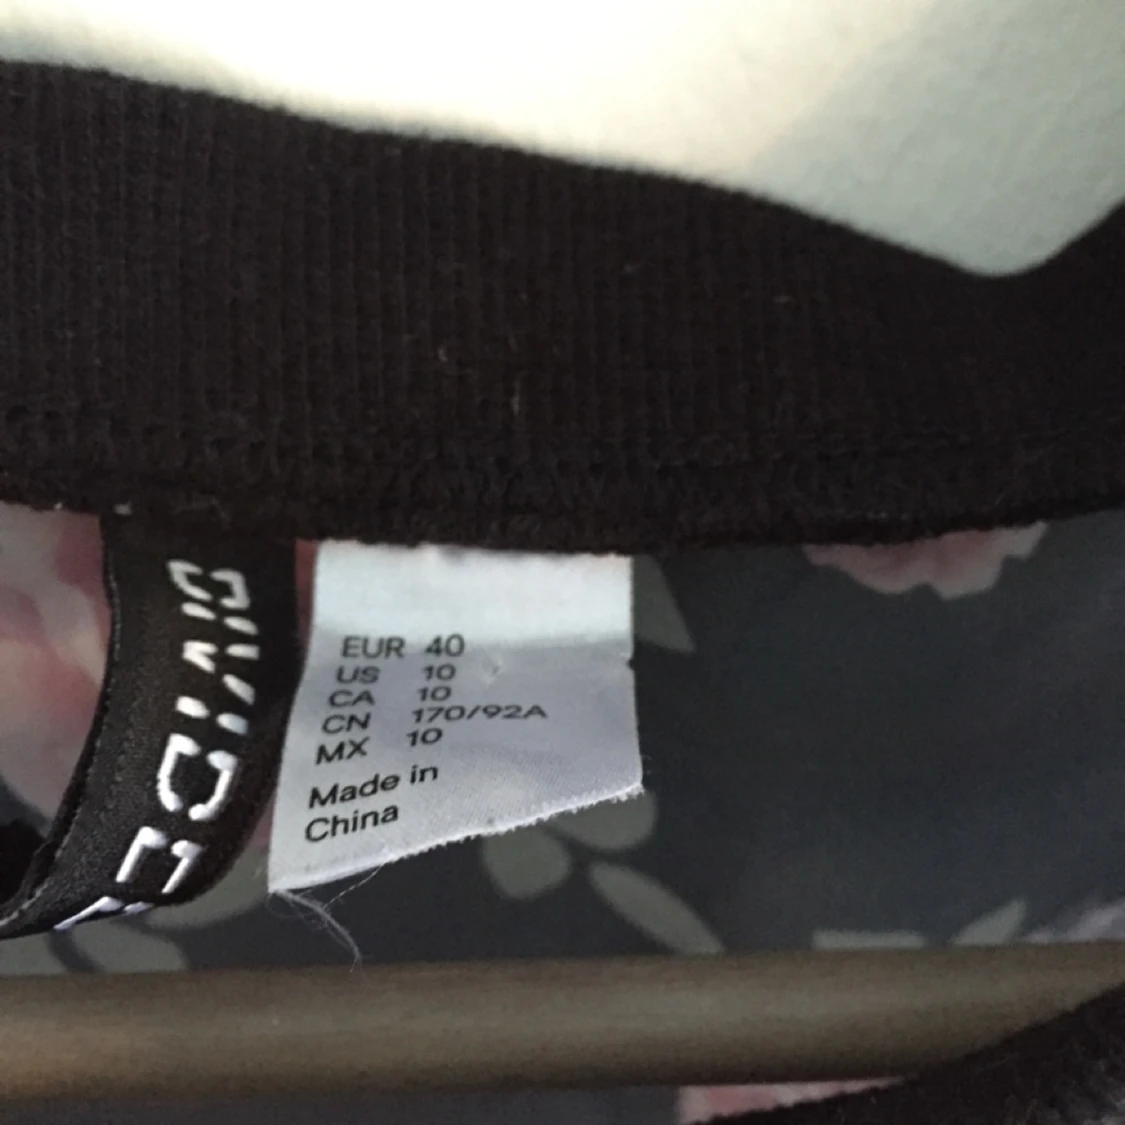 EUR 40
US 10
CA 10
CN 170/92A
MX 10
Made in
China